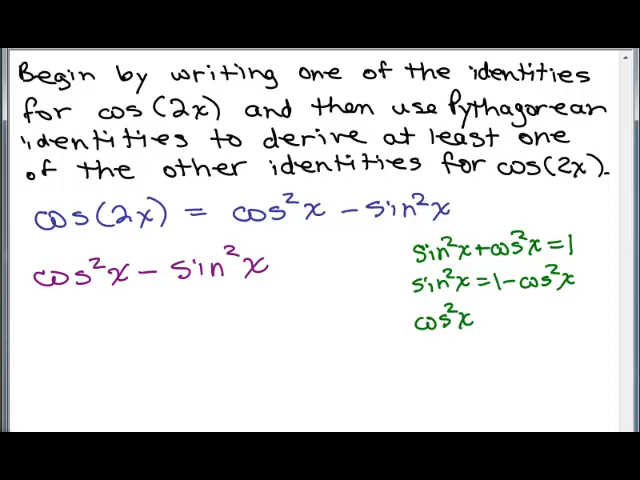 Begin by writing one of the identities
for cos(2x) and then use Pythagorean
identities to derive at least one
of the other identities for cos(2x).
cos(2x) = cos²x - sin²x
cos²x - sin²x
sin²x + cos²x = 1
sin²x = 1 - cos²x
cos²x